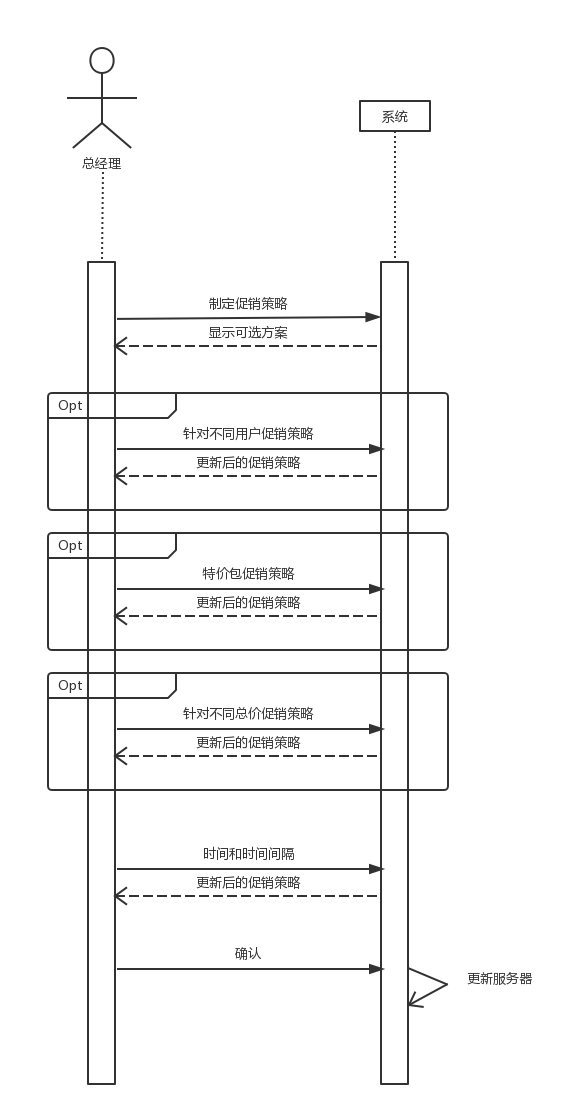 系统
总经理
制定促销策略
显示可选方案
Opt
针对不同用户促销策略
更新后的促销策略
Opt
特价包促销策略
更新后的促销策略
Opt
针对不同总价促销策略
更新后的促销策略
时间和时间间隔
更新后的促销策略
确认
更新服务器